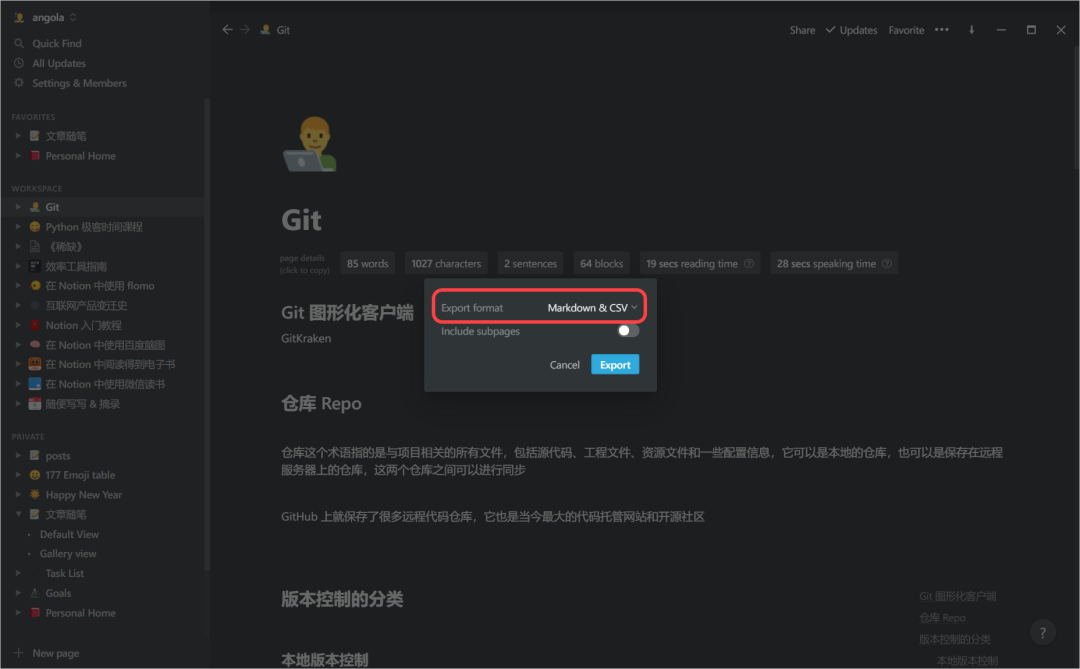 angola
Quick Find
All Updates
Settings & Members
FAVORITES
文章随笔
Personal Home
WORKSPACE
Git
Python 极客时间课程
《稀缺》
效率工具指南
在 Notion 中使用 flomo
互联网产品变迁史
Notion 入门教程
在 Notion 中使用百度脑图
在 Notion 中阅读得到电子书
在 Notion 中使用微信读书
随便写写 & 摘录
PRIVATE
posts
177 Emoji table
Happy New Year
文章随笔
Default View
Gallery view
Task List
Goals
Personal Home
New page
Git
Share Updates Favorite
Git
page details
(click to copy)
85 words 1027 characters 2 sentences 64 blocks 19 secs reading time 28 secs speaking time
Export format Markdown & CSV
Include subpages
Cancel Export
Git 图形化客户端
GitKraken
仓库 Repo
仓库这个术语指的是与项目相关的所有文件，包括源代码、工程文件、资源文件和一些配置信息，它可以是本地的仓库，也可以是保存在远程
服务器上的仓库，这两个仓库之间可以进行同步
GitHub 上就保存了很多远程代码仓库，它也是当今最大的代码托管网站和开源社区
版本控制的分类
本地版本控制
Git 图形化客户端
仓库 Repo
版本控制的分类
本地版本控制
?